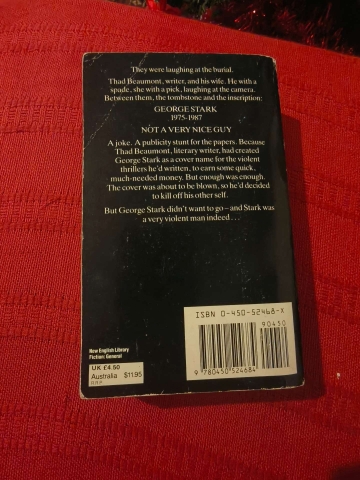 They were laughing at the burial.
Thad Beaumont, writer, and his wife. He with a
spade, she with a pick, laughing at the camera.
Between them, the tombstone and the inscription:
GEORGE STARK
1975-1987
NOT A VERY NICE GUY
A joke. A publicity stunt for the papers. Because
Thad Beaumont, literary writer, had created
George Stark as a cover name for the violent
thrillers he'd written, to earn some quick,
much-needed money. But enough was enough.
The cover was about to be blown, so he'd decided
to kill off his other self.
But George Stark didn't want to go – and Stark was
a very violent man indeed . . .
ISBN 0-450-52468-X
90450
9 780450 524684
New English Library
Fiction: General
UK £4.50
Australia $11.95